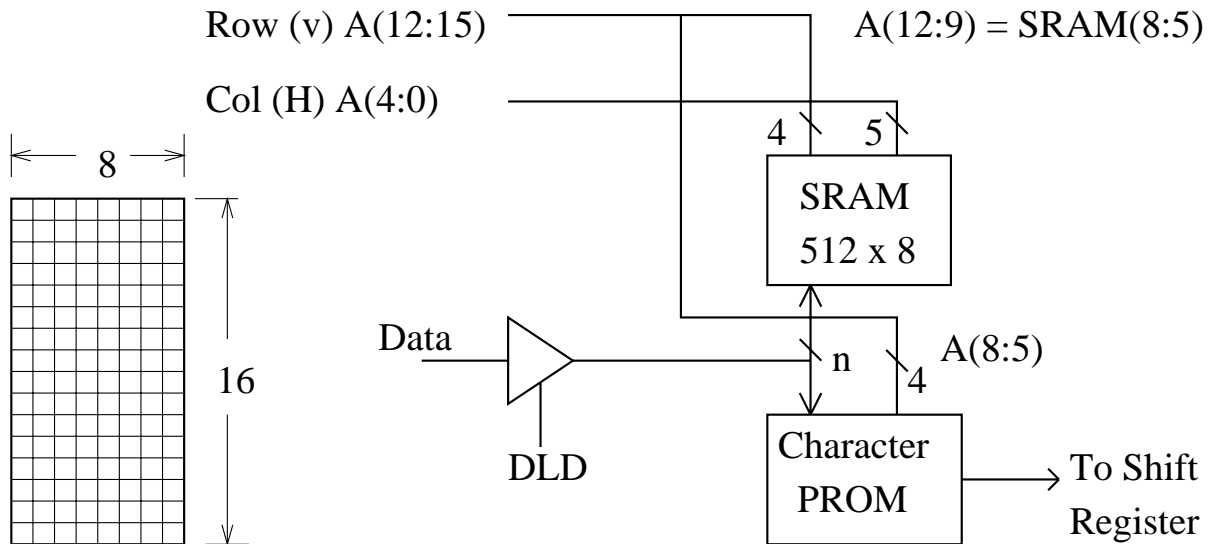 Row (v) A(12:15)
A(12:9) = SRAM(8:5)
Col (H) A(4:0)
4
5
8
SRAM
512 x 8
Data
n
A(8:5)
4
16
DLD
Character
PROM
To Shift
Register